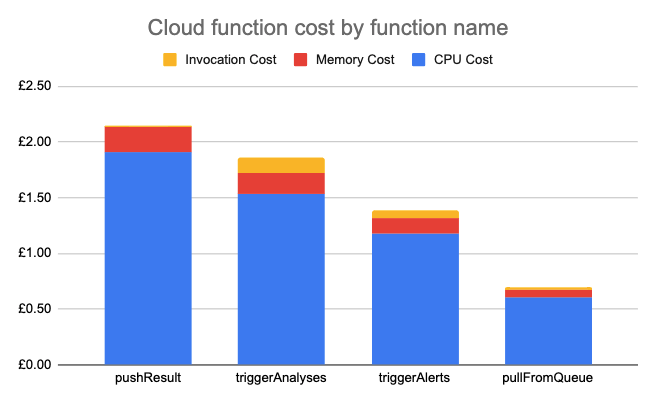 Cloud function cost by function name
Invocation Cost Memory Cost CPU Cost
£2.50
£2.00
£1.50
£1.00
£0.50
£0.00
pushResult triggerAnalyses triggerAlerts pullFromQueue